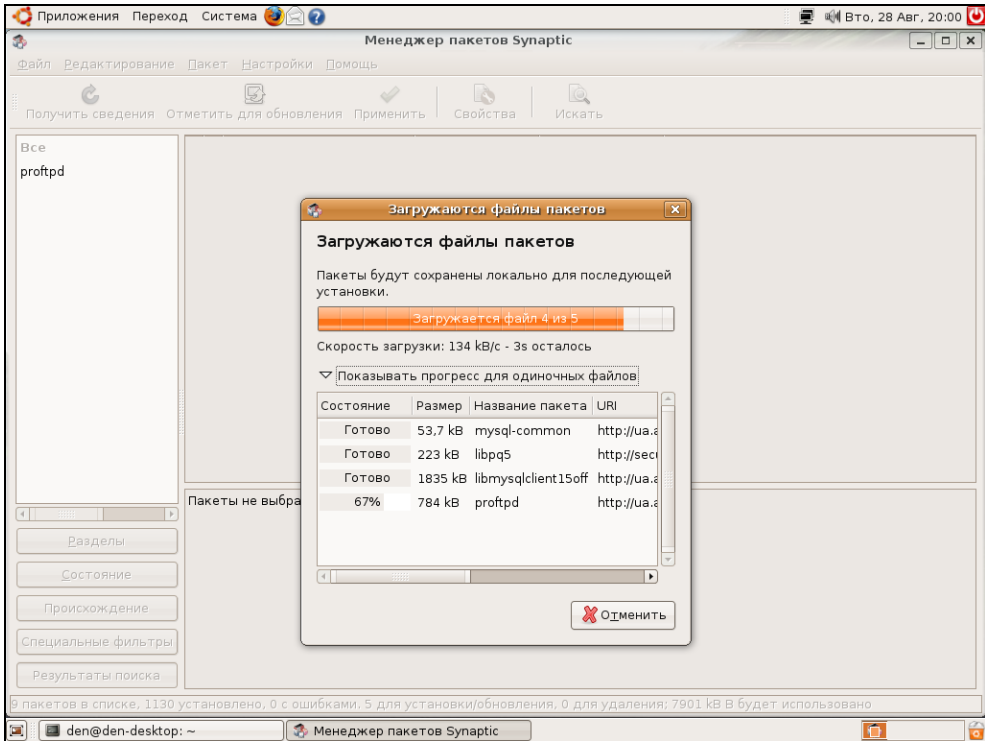 Приложения Переход Система Вто, 28 Авг, 20:00
Менеджер пакетов Synaptic
Файл Редактирование Пакет Настройки Помощь
Получить сведения Отметить для обновления Применить Свойства Искать
Все
proftpd
Загружаются файлы пакетов
Загружаются файлы пакетов
Пакеты будут сохранены локально для последующей
установки.
Загружается файл 4 из 5
Скорость загрузки: 134 kB/c - 3s осталось
Показывать прогресс для одиночных файлов
Состояние Размер Название пакета URI
Готово 53,7 kB mysql-common http://ua.a
Готово 223 kB libpq5 http://secu
Готово 1835 kB libmysqlclient15off http://ua.a
67% 784 kB proftpd http://ua.a
Отменить
Пакеты не выбра
Разделы
Состояние
Происхождение
Специальные фильтры
Результаты поиска
9 пакетов в списке, 1130 установлено, 0 с ошибками. 5 для установки/обновления, 0 для удаления; 7901 kB В будет использовано
den@den-desktop: ~ Менеджер пакетов Synaptic